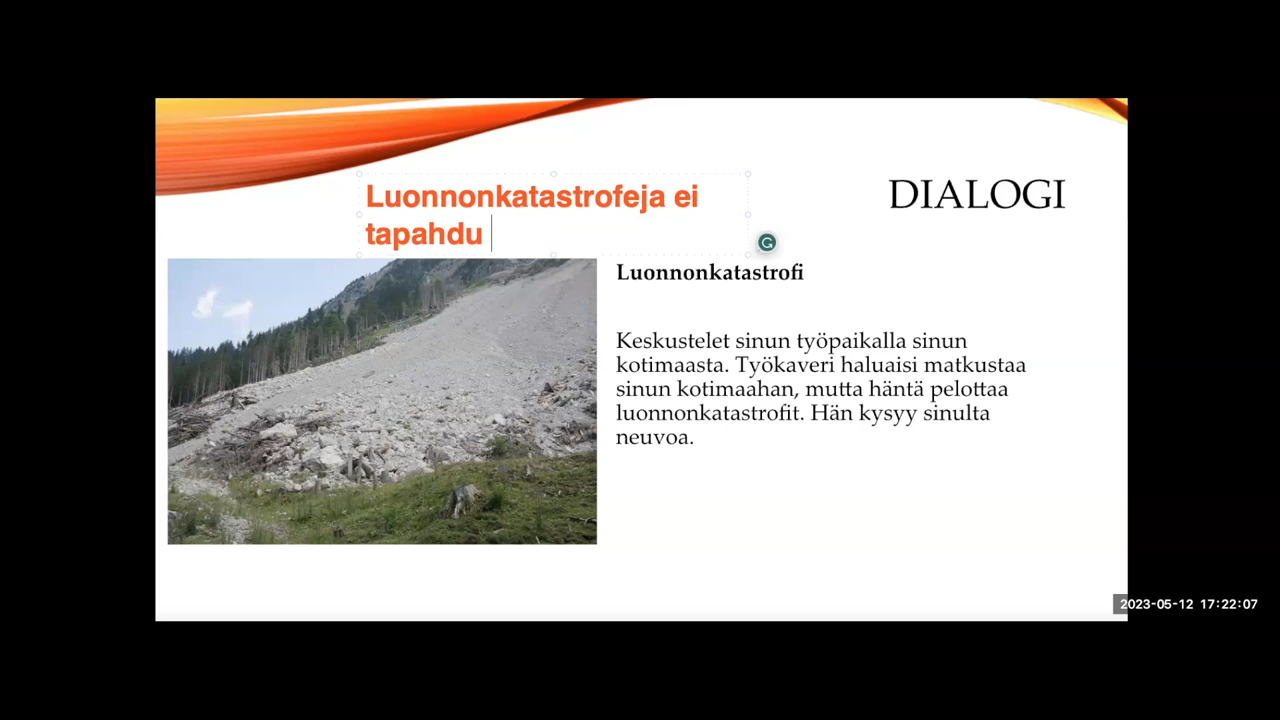 DIALOGI
Luonnonkatastrofeja ei
tapahdu
Luonnonkatastrofi
Keskustelet sinun työpaikalla sinun
kotimaasta. Työkaveri haluaisi matkustaa
sinun kotimaahan, mutta häntä pelottaa
luonnonkatastrofit. Hän kysyy sinulta
neuvoa.
2023-05-12 17:22:07